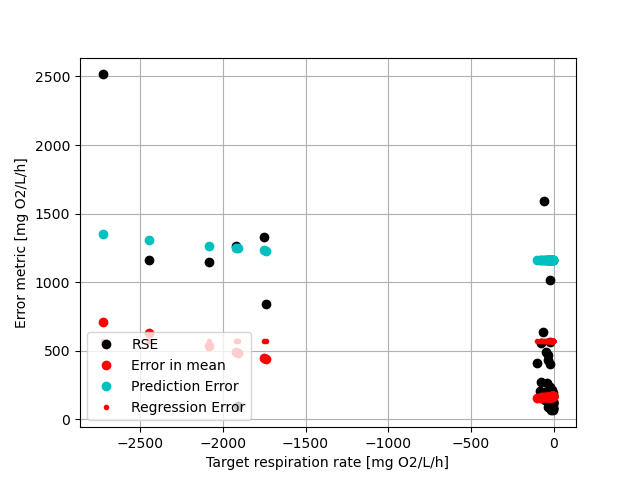 2500
2000
1500
1000
500
0
Error metric [mg O2/L/h]
RSE
Error in mean
Prediction Error
Regression Error
−2500 −2000 −1500 −1000 −500 0
Target respiration rate [mg O2/L/h]